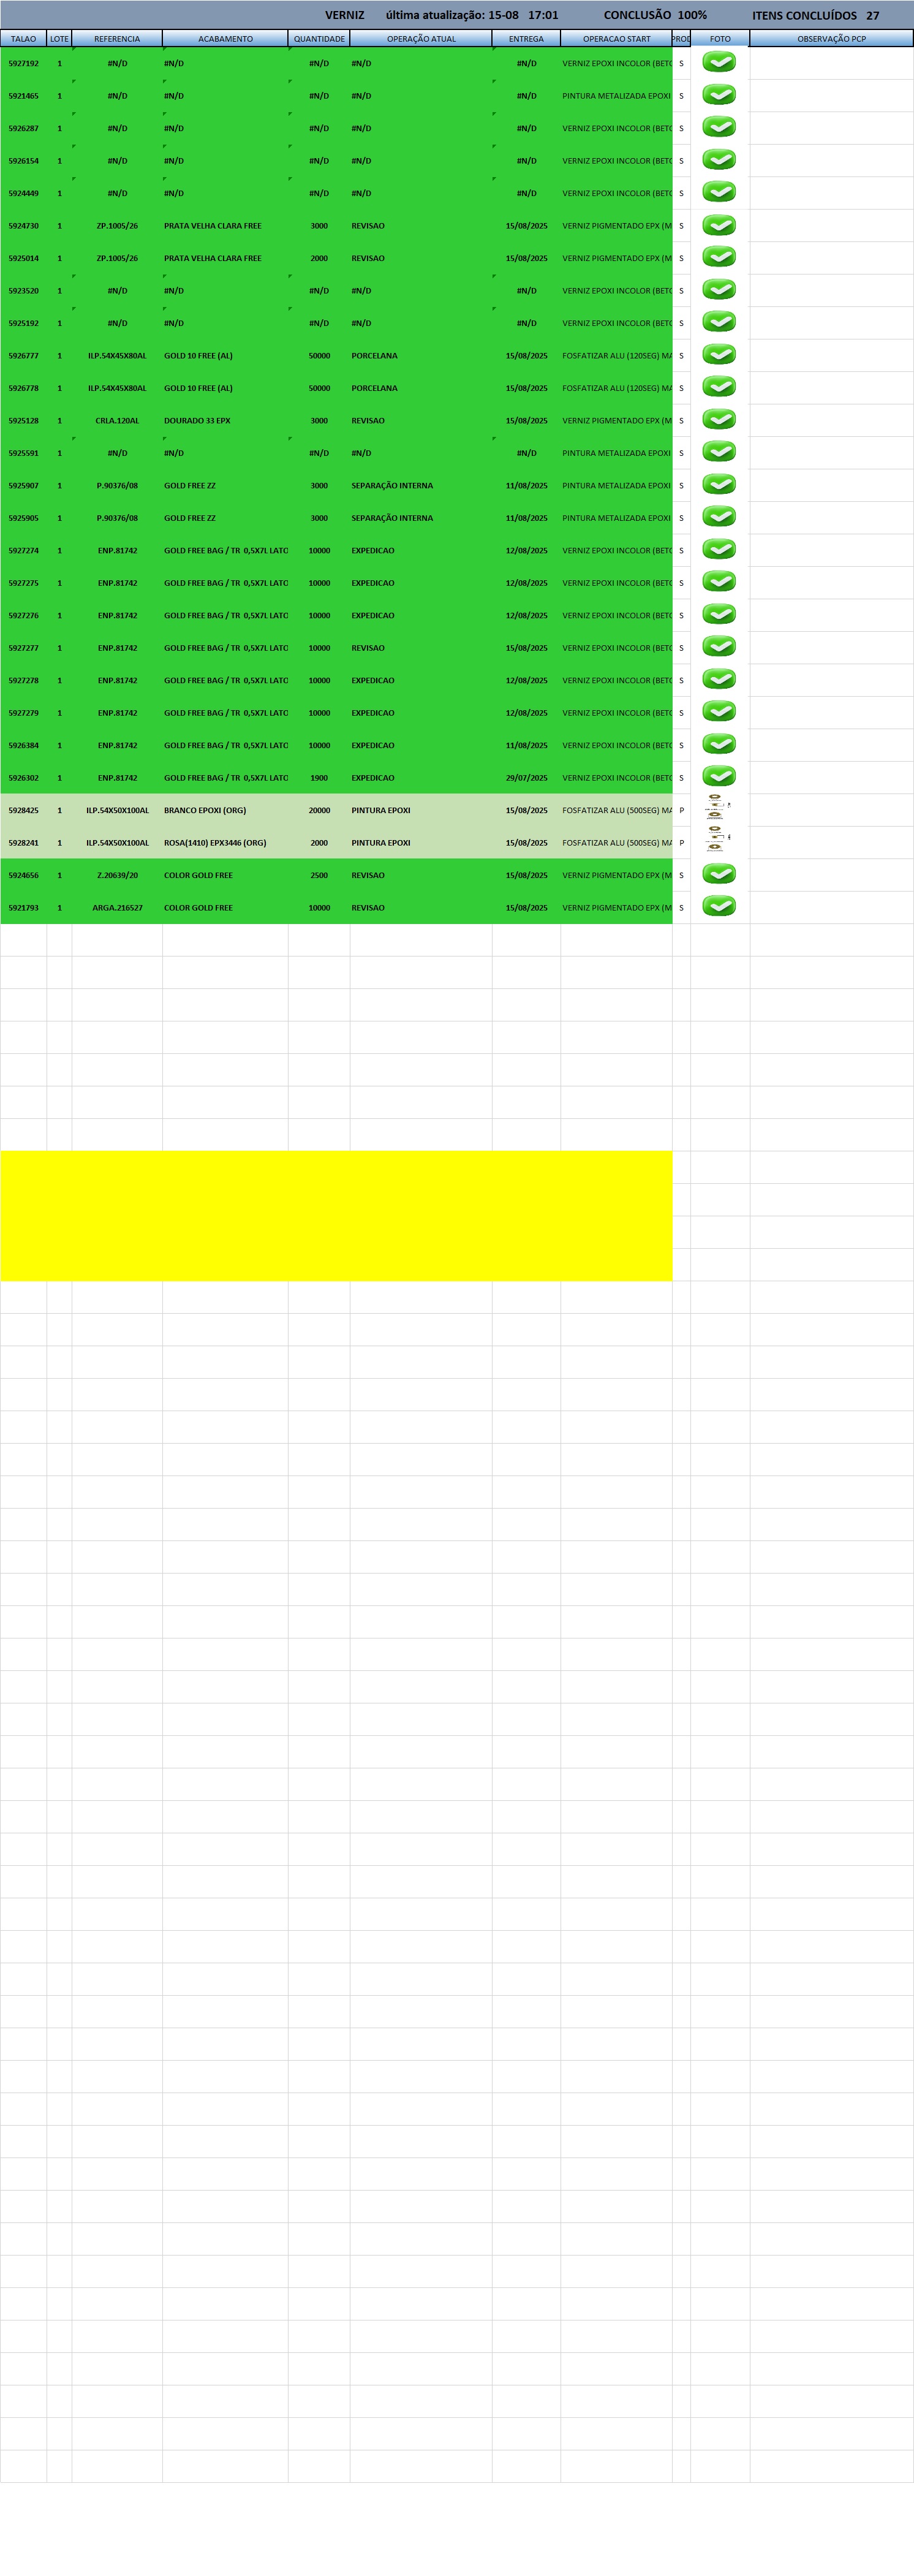 VERNIZ última atualização: 15-08 17:01 CONCLUSÃO 100% ITENS CONCLUÍDOS 27
TALAO LOTE REFERENCIA ACABAMENTO QUANTIDADE OPERAÇÃO ATUAL ENTREGA OPERACAO START PROD FOTO OBSERVAÇÃO PCP
5927192 1 #N/D #N/D #N/D #N/D #N/D VERNIZ EPOXI INCOLOR (BETO S
5921465 1 #N/D #N/D #N/D #N/D #N/D PINTURA METALIZADA EPOXI S
5926287 1 #N/D #N/D #N/D #N/D #N/D VERNIZ EPOXI INCOLOR (BETO S
5926154 1 #N/D #N/D #N/D #N/D #N/D VERNIZ EPOXI INCOLOR (BETO S
5924449 1 #N/D #N/D #N/D #N/D #N/D VERNIZ EPOXI INCOLOR (BETO S
5924730 1 ZP.1005/26 PRATA VELHA CLARA FREE 3000 REVISAO 15/08/2025 VERNIZ PIGMENTADO EPX (M S
5925014 1 ZP.1005/26 PRATA VELHA CLARA FREE 2000 REVISAO 15/08/2025 VERNIZ PIGMENTADO EPX (M S
5923520 1 #N/D #N/D #N/D #N/D #N/D VERNIZ EPOXI INCOLOR (BETO S
5925192 1 #N/D #N/D #N/D #N/D #N/D VERNIZ EPOXI INCOLOR (BETO S
5926777 1 ILP.54X45X80AL GOLD 10 FREE (AL) 50000 PORCELANA 15/08/2025 FOSFATIZAR ALU (120SEG) MA S
5926778 1 ILP.54X45X80AL GOLD 10 FREE (AL) 50000 PORCELANA 15/08/2025 FOSFATIZAR ALU (120SEG) MA S
5925128 1 CRLA.120AL DOURADO 33 EPX 3000 REVISAO 15/08/2025 VERNIZ PIGMENTADO EPX (M S
5925591 1 #N/D #N/D #N/D #N/D #N/D PINTURA METALIZADA EPOXI S
5925907 1 P.90376/08 GOLD FREE ZZ 3000 SEPARAÇÃO INTERNA 11/08/2025 PINTURA METALIZADA EPOXI S
5925905 1 P.90376/08 GOLD FREE ZZ 3000 SEPARAÇÃO INTERNA 11/08/2025 PINTURA METALIZADA EPOXI S
5927274 1 ENP.81742 GOLD FREE BAG / TR 0,5X7L LATO 10000 EXPEDICAO 12/08/2025 VERNIZ EPOXI INCOLOR (BETO S
5927275 1 ENP.81742 GOLD FREE BAG / TR 0,5X7L LATO 10000 EXPEDICAO 12/08/2025 VERNIZ EPOXI INCOLOR (BETO S
5927276 1 ENP.81742 GOLD FREE BAG / TR 0,5X7L LATO 10000 EXPEDICAO 12/08/2025 VERNIZ EPOXI INCOLOR (BETO S
5927277 1 ENP.81742 GOLD FREE BAG / TR 0,5X7L LATO 10000 REVISAO 15/08/2025 VERNIZ EPOXI INCOLOR (BETO S
5927278 1 ENP.81742 GOLD FREE BAG / TR 0,5X7L LATO 10000 EXPEDICAO 12/08/2025 VERNIZ EPOXI INCOLOR (BETO S
5927279 1 ENP.81742 GOLD FREE BAG / TR 0,5X7L LATO 10000 EXPEDICAO 12/08/2025 VERNIZ EPOXI INCOLOR (BETO S
5926384 1 ENP.81742 GOLD FREE BAG / TR 0,5X7L LATO 10000 EXPEDICAO 11/08/2025 VERNIZ EPOXI INCOLOR (BETO S
5926302 1 ENP.81742 GOLD FREE BAG / TR 0,5X7L LATO 1900 EXPEDICAO 29/07/2025 VERNIZ EPOXI INCOLOR (BETO S
5928425 1 ILP.54X50X100AL BRANCO EPOXI (ORG) 20000 PINTURA EPOXI 15/08/2025 FOSFATIZAR ALU (500SEG) MA P
5928241 1 ILP.54X50X100AL ROSA(1410) EPX3446 (ORG) 2000 PINTURA EPOXI 15/08/2025 FOSFATIZAR ALU (500SEG) MA P
5924656 1 Z.20639/20 COLOR GOLD FREE 2500 REVISAO 15/08/2025 VERNIZ PIGMENTADO EPX (M S
5921793 1 ARGA.216527 COLOR GOLD FREE 10000 REVISAO 15/08/2025 VERNIZ PIGMENTADO EPX (M S